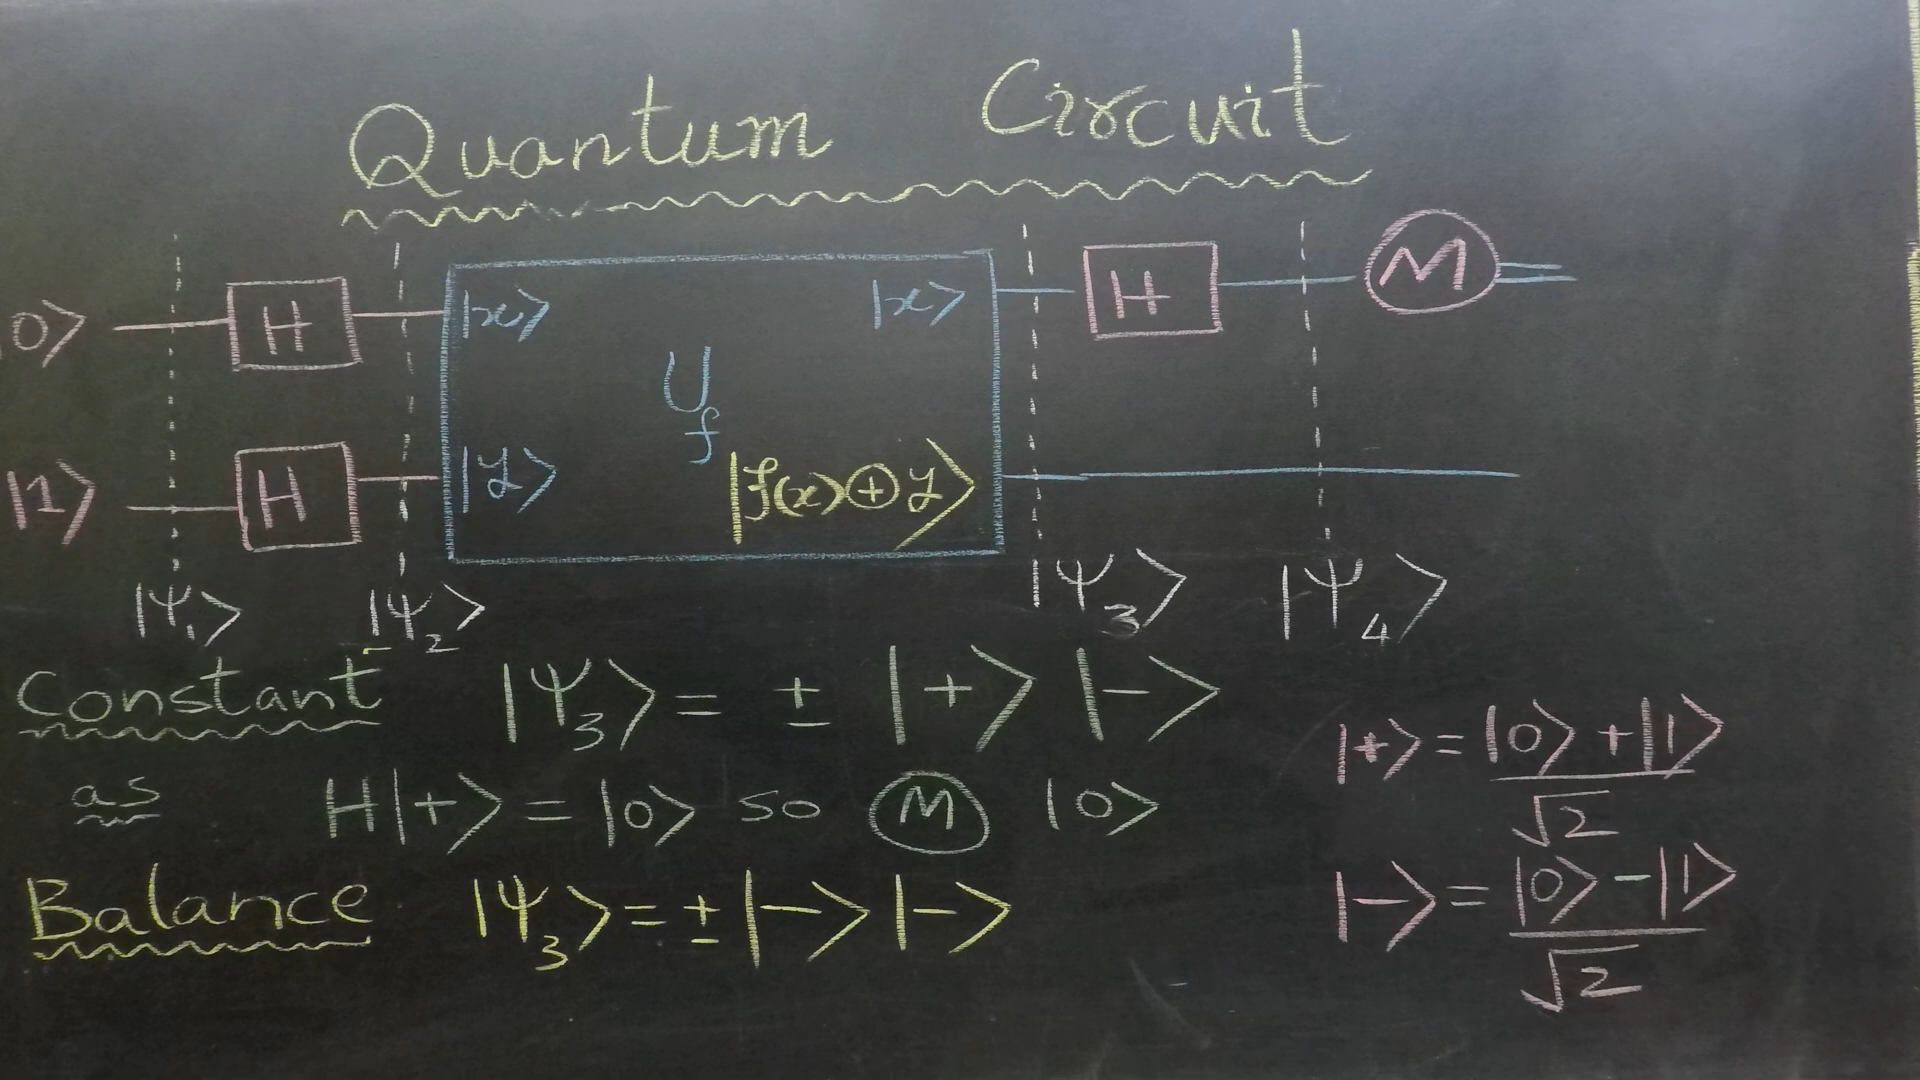 Quantum Circuit
|0⟩ H |x⟩ |x⟩ H M
U_f
|1⟩ H |y⟩ |f(x)⊕y⟩
|Ψ₁⟩ |Ψ₂⟩ |Ψ₃⟩ |Ψ₄⟩
Constant |Ψ₃⟩ = ± |+⟩ |−⟩
as H|+⟩ = |0⟩ so M |0⟩
Balance |Ψ₃⟩ = ± |−⟩ |−⟩
|+⟩ = |0⟩ + |1⟩
√2
|−⟩ = |0⟩ − |1⟩
√2